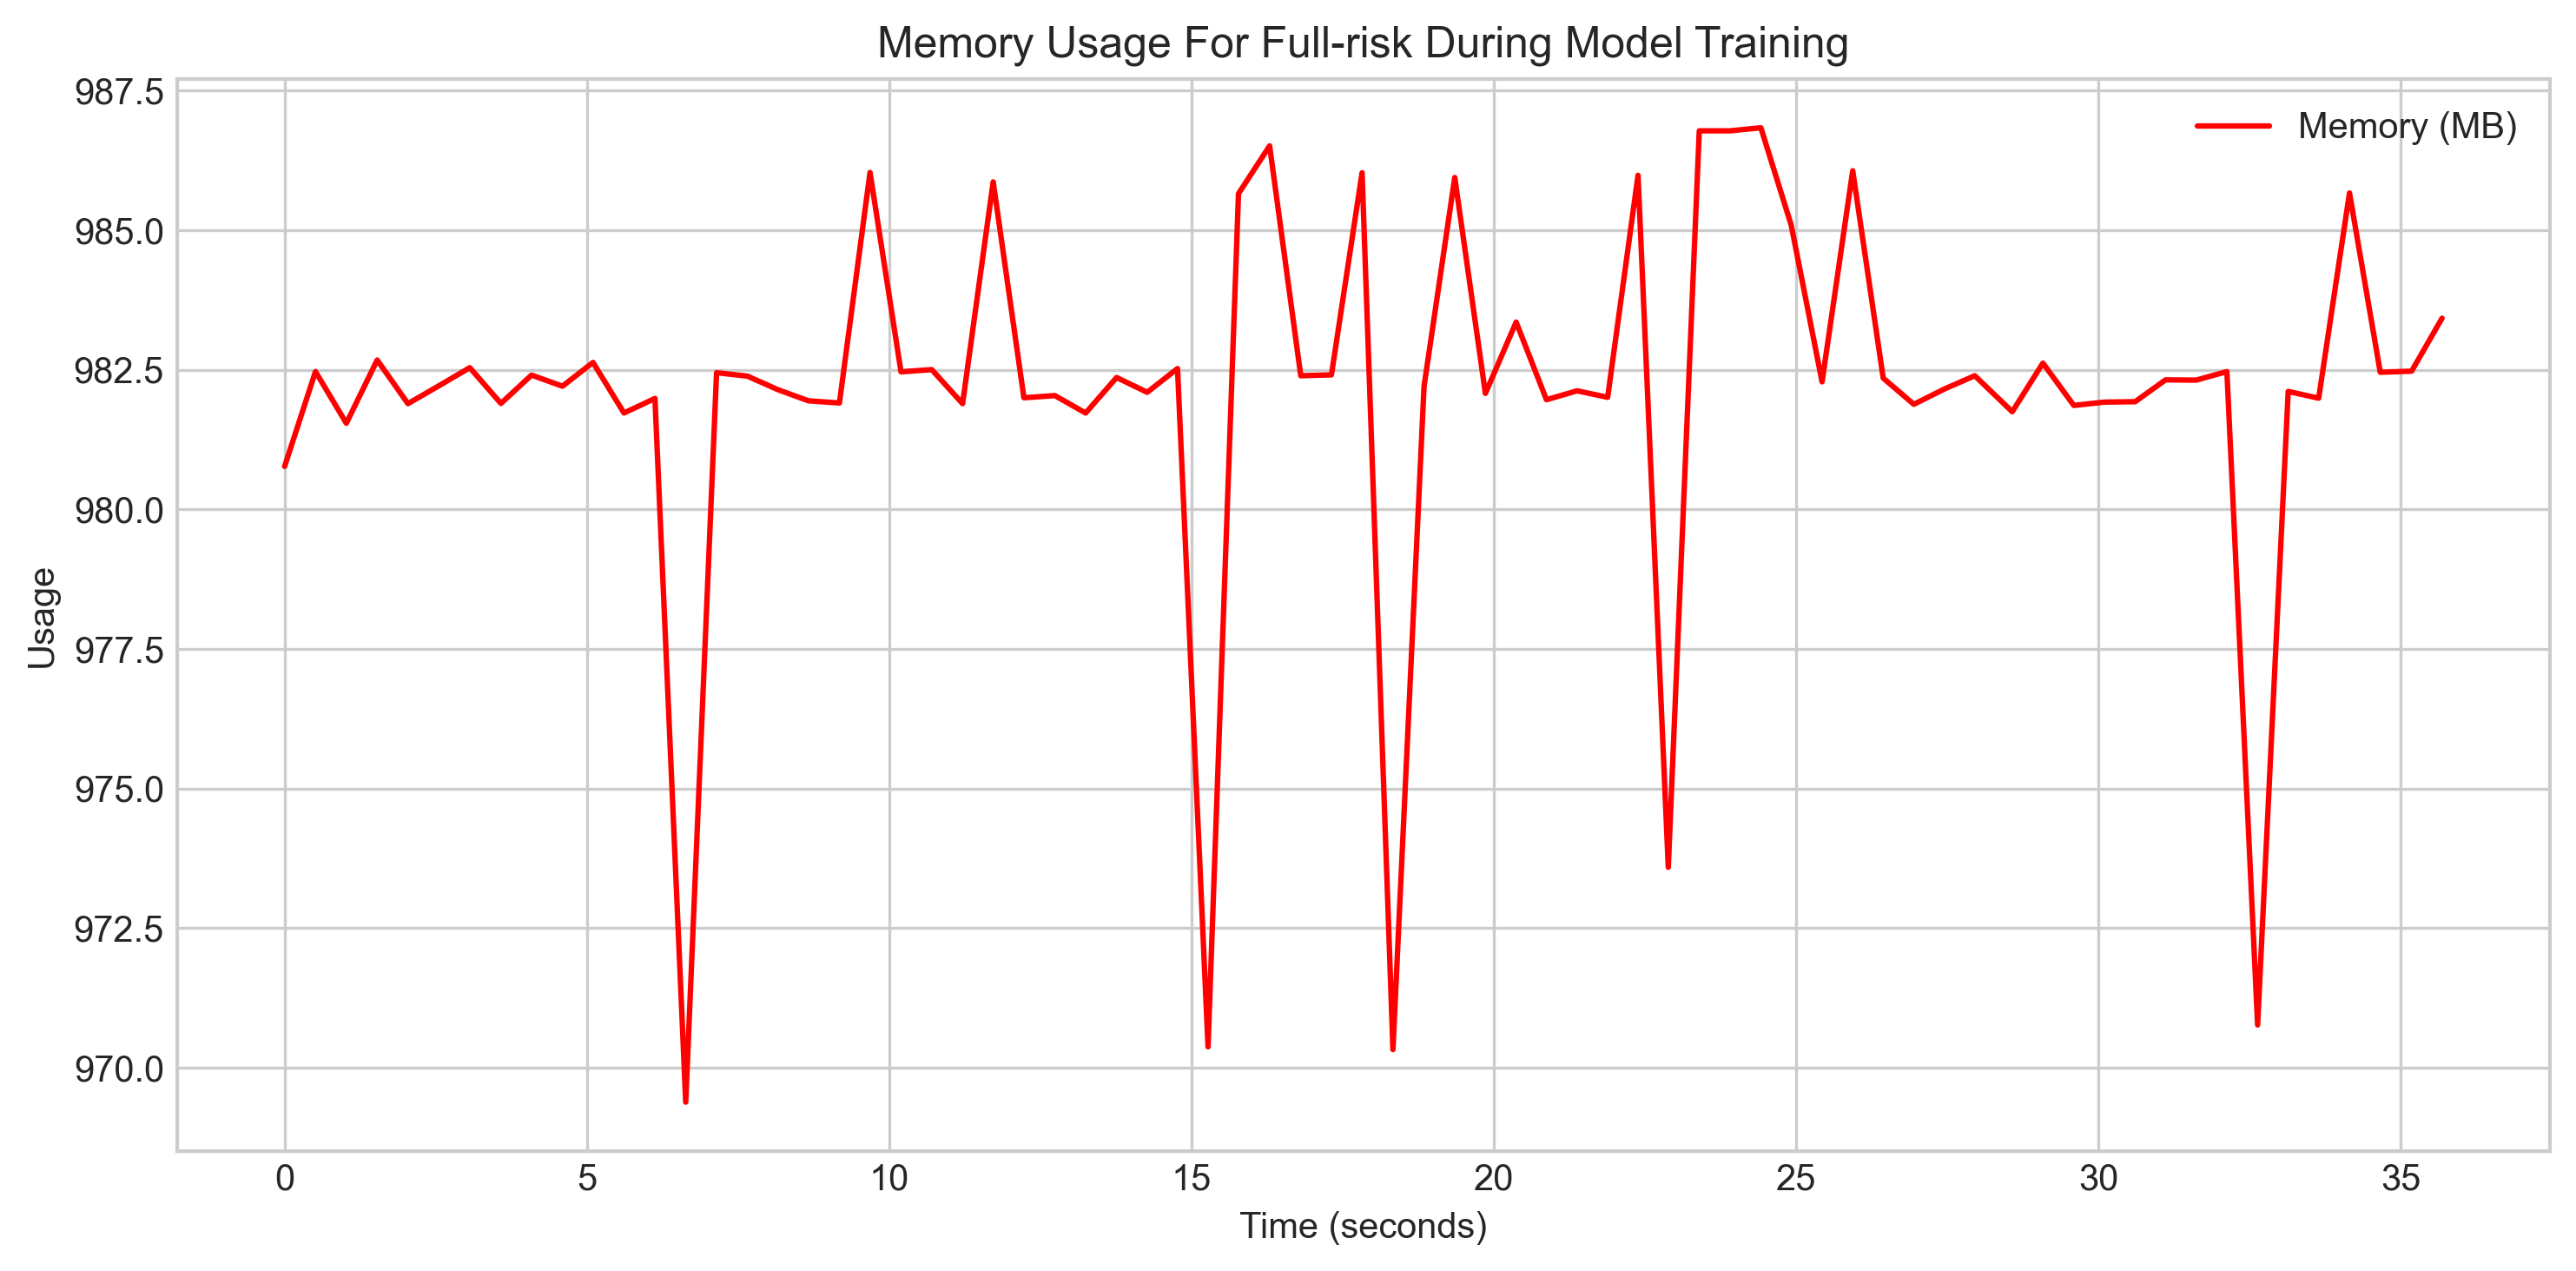 Memory Usage For Full-risk During Model Training
987.5
985.0
982.5
980.0
977.5
975.0
972.5
970.0
Usage
Memory (MB)
0 5 10 15 20 25 30 35
Time (seconds)